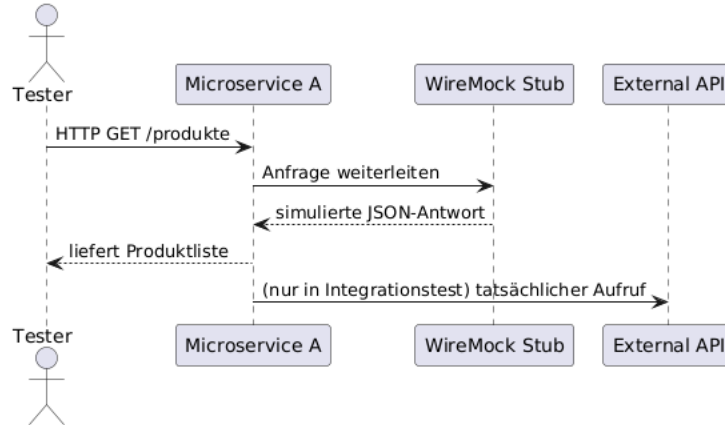 Tester
Microservice A
WireMock Stub
External API
HTTP GET /produkte
Anfrage weiterleiten
simulierte JSON-Antwort
liefert Produktliste
(nur in Integrationstest) tatsächlicher Aufruf
Tester
Microservice A
WireMock Stub
External API